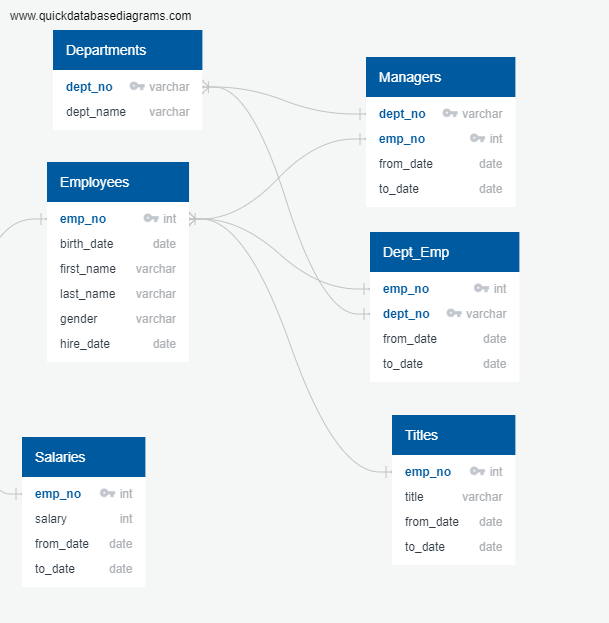 www.quickdatabasediagrams.com
Departments
dept_no varchar
dept_name varchar
Managers
dept_no varchar
emp_no int
from_date date
to_date date
Employees
emp_no int
birth_date date
first_name varchar
last_name varchar
gender varchar
hire_date date
Dept_Emp
emp_no int
dept_no varchar
from_date date
to_date date
Salaries
emp_no int
salary int
from_date date
to_date date
Titles
emp_no int
title varchar
from_date date
to_date date